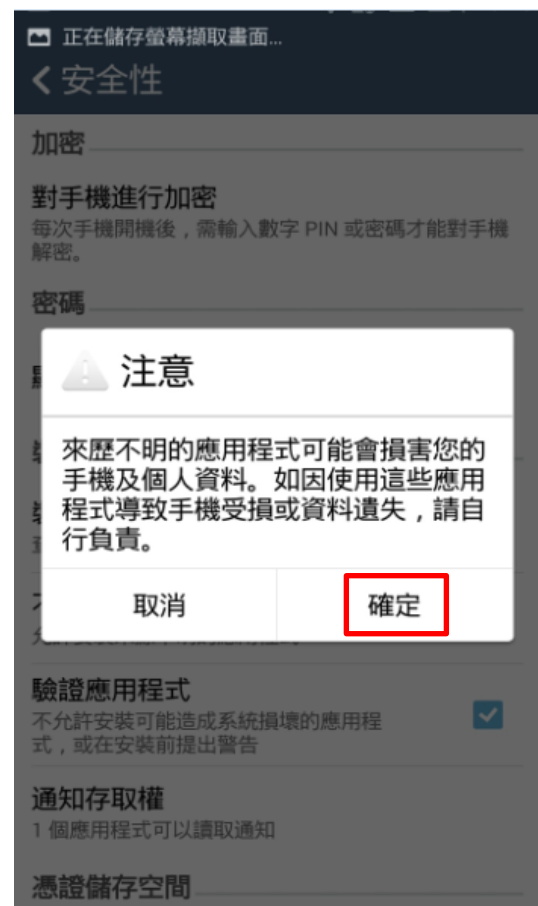 正在儲存螢幕擷取畫面...
安全性
加密
對手機進行加密
每次手機開機後，需輸入數字 PIN 或密碼才能對手機
解密。
密碼
注意
來歷不明的應用程式可能會損害您的
手機及個人資料。如因使用這些應用
程式導致手機受損或資料遺失，請自
行負責。
取消
確定
驗證應用程式
不允許安裝可能造成系統損壞的應用程
式，或在安裝前提出警告
通知存取權
1 個應用程式可以讀取通知
憑證儲存空間